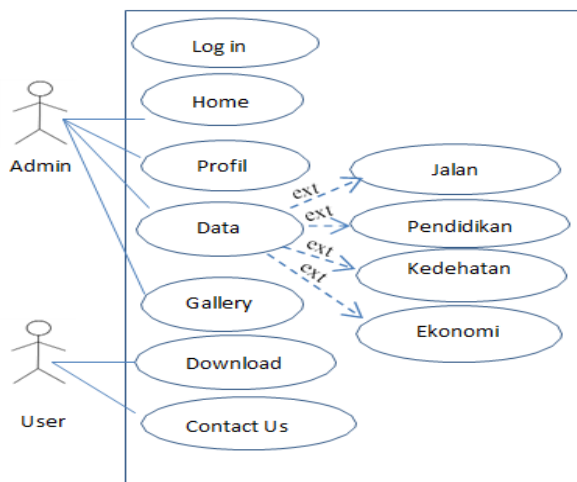 Log in
Home
Admin
Profil
Data
Gallery
Download
User
Contact Us
ext
Jalan
ext
Pendidikan
ext
Kedehatan
ext
Ekonomi